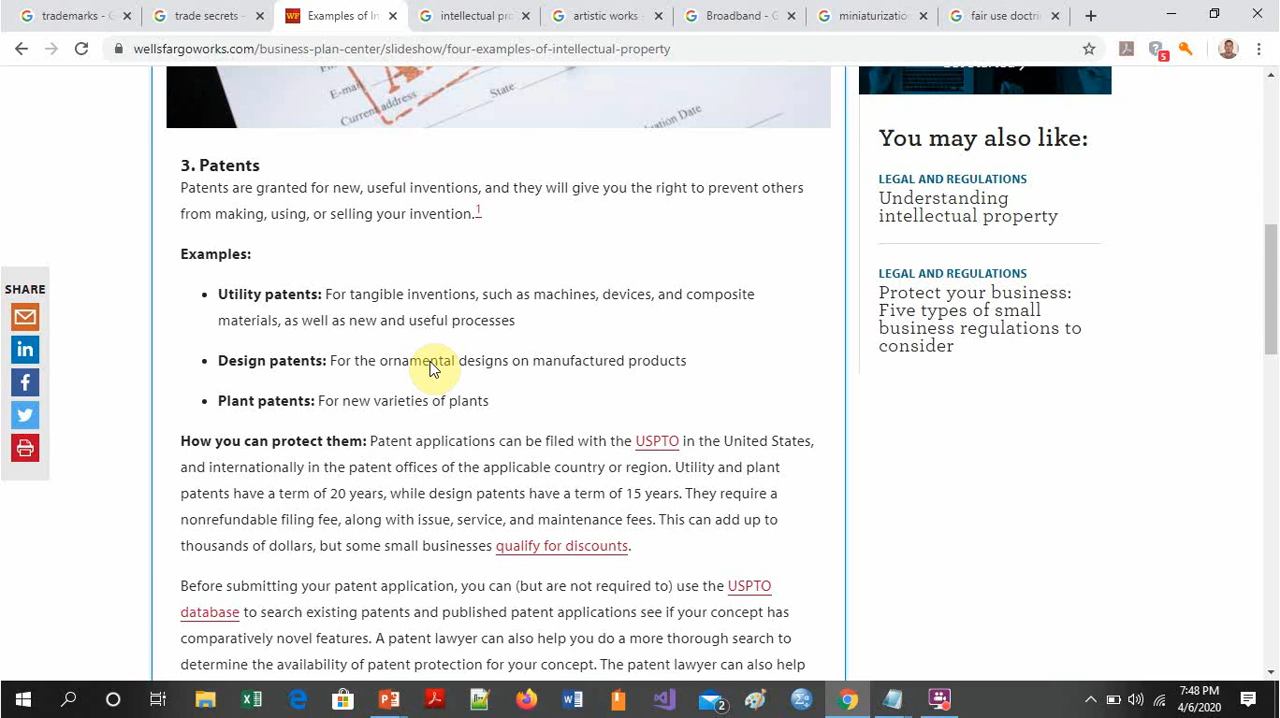 trademarks - G
trade secrets -
Examples of In
intellectual pro
artistic works -
Broadband - G
miniaturization
fair use doctri
wellsfargoworks.com/business-plan-center/slideshow/four-examples-of-intellectual-property
5
E-mail
State
Current address
Date
3. Patents
Patents are granted for new, useful inventions, and they will give you the right to prevent others
from making, using, or selling your invention.1
Examples:
• Utility patents: For tangible inventions, such as machines, devices, and composite
materials, as well as new and useful processes
• Design patents: For the ornamental designs on manufactured products
• Plant patents: For new varieties of plants
How you can protect them: Patent applications can be filed with the USPTO in the United States,
and internationally in the patent offices of the applicable country or region. Utility and plant
patents have a term of 20 years, while design patents have a term of 15 years. They require a
nonrefundable filing fee, along with issue, service, and maintenance fees. This can add up to
thousands of dollars, but some small businesses qualify for discounts.
Before submitting your patent application, you can (but are not required to) use the USPTO
database to search existing patents and published patent applications see if your concept has
comparatively novel features. A patent lawyer can also help you do a more thorough search to
determine the availability of patent protection for your concept. The patent lawyer can also help
SHARE
You may also like:
LEGAL AND REGULATIONS
Understanding
intellectual property
LEGAL AND REGULATIONS
Protect your business:
Five types of small
business regulations to
consider
2
7:48 PM
4/6/2020